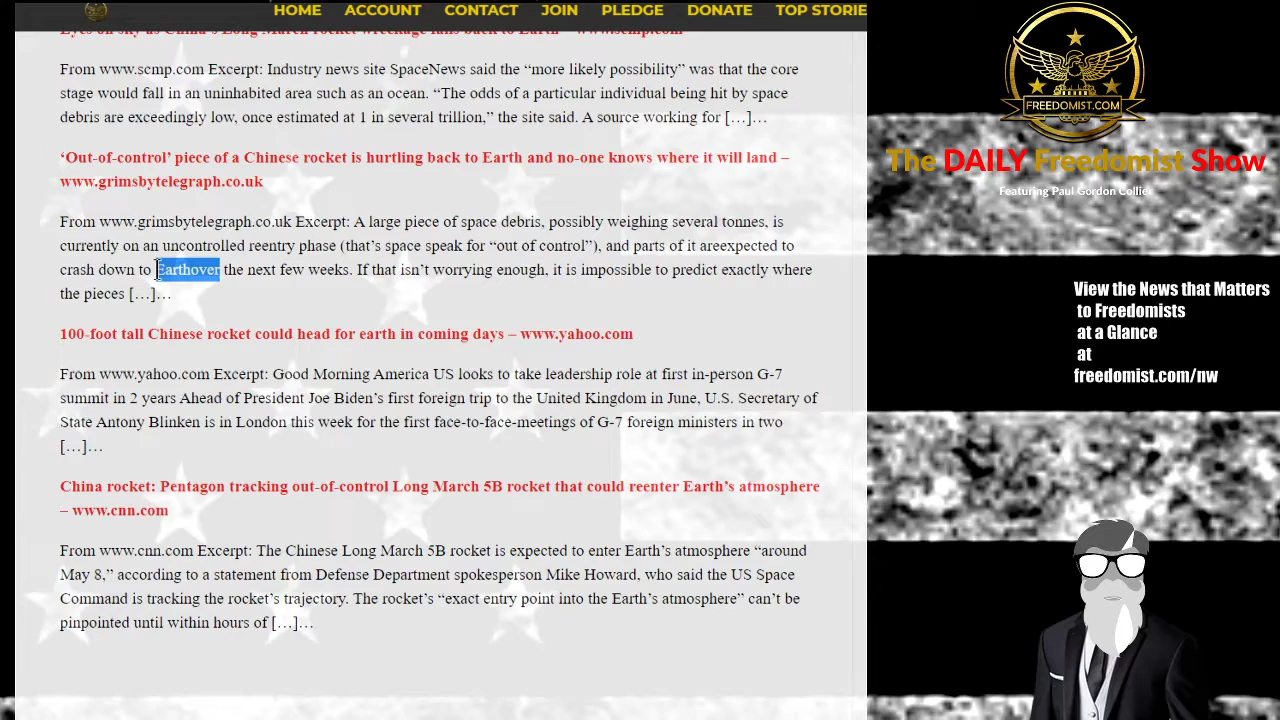 HOME ACCOUNT CONTACT JOIN PLEDGE DONATE TOP STORIE
Eyes on sky as China's Long March rocket wreckage falls back to Earth – www.scmp.com
From www.scmp.com Excerpt: Industry news site SpaceNews said the “more likely possibility” was that the core
stage would fall in an uninhabited area such as an ocean. “The odds of a particular individual being hit by space
debris are exceedingly low, once estimated at 1 in several trillion,” the site said. A source working for […]…
‘Out-of-control’ piece of a Chinese rocket is hurtling back to Earth and no-one knows where it will land –
www.grimsbytelegraph.co.uk
From www.grimsbytelegraph.co.uk Excerpt: A large piece of space debris, possibly weighing several tonnes, is
currently on an uncontrolled reentry phase (that’s space speak for “out of control”), and parts of it areexpected to
crash down to Earthover the next few weeks. If that isn’t worrying enough, it is impossible to predict exactly where
the pieces […]…
100-foot tall Chinese rocket could head for earth in coming days – www.yahoo.com
From www.yahoo.com Excerpt: Good Morning America US looks to take leadership role at first in-person G-7
summit in 2 years Ahead of President Joe Biden’s first foreign trip to the United Kingdom in June, U.S. Secretary of
State Antony Blinken is in London this week for the first face-to-face-meetings of G-7 foreign ministers in two
[…]…
China rocket: Pentagon tracking out-of-control Long March 5B rocket that could reenter Earth’s atmosphere
– www.cnn.com
From www.cnn.com Excerpt: The Chinese Long March 5B rocket is expected to enter Earth’s atmosphere “around
May 8,” according to a statement from Defense Department spokesperson Mike Howard, who said the US Space
Command is tracking the rocket’s trajectory. The rocket’s “exact entry point into the Earth’s atmosphere” can’t be
pinpointed until within hours of […]…
FREEDOMIST.COM
The DAILY Freedomist Show
Featuring Paul Gordon Collier
View the News that Matters
to Freedomists
at a Glance
at
freedomist.com/nw